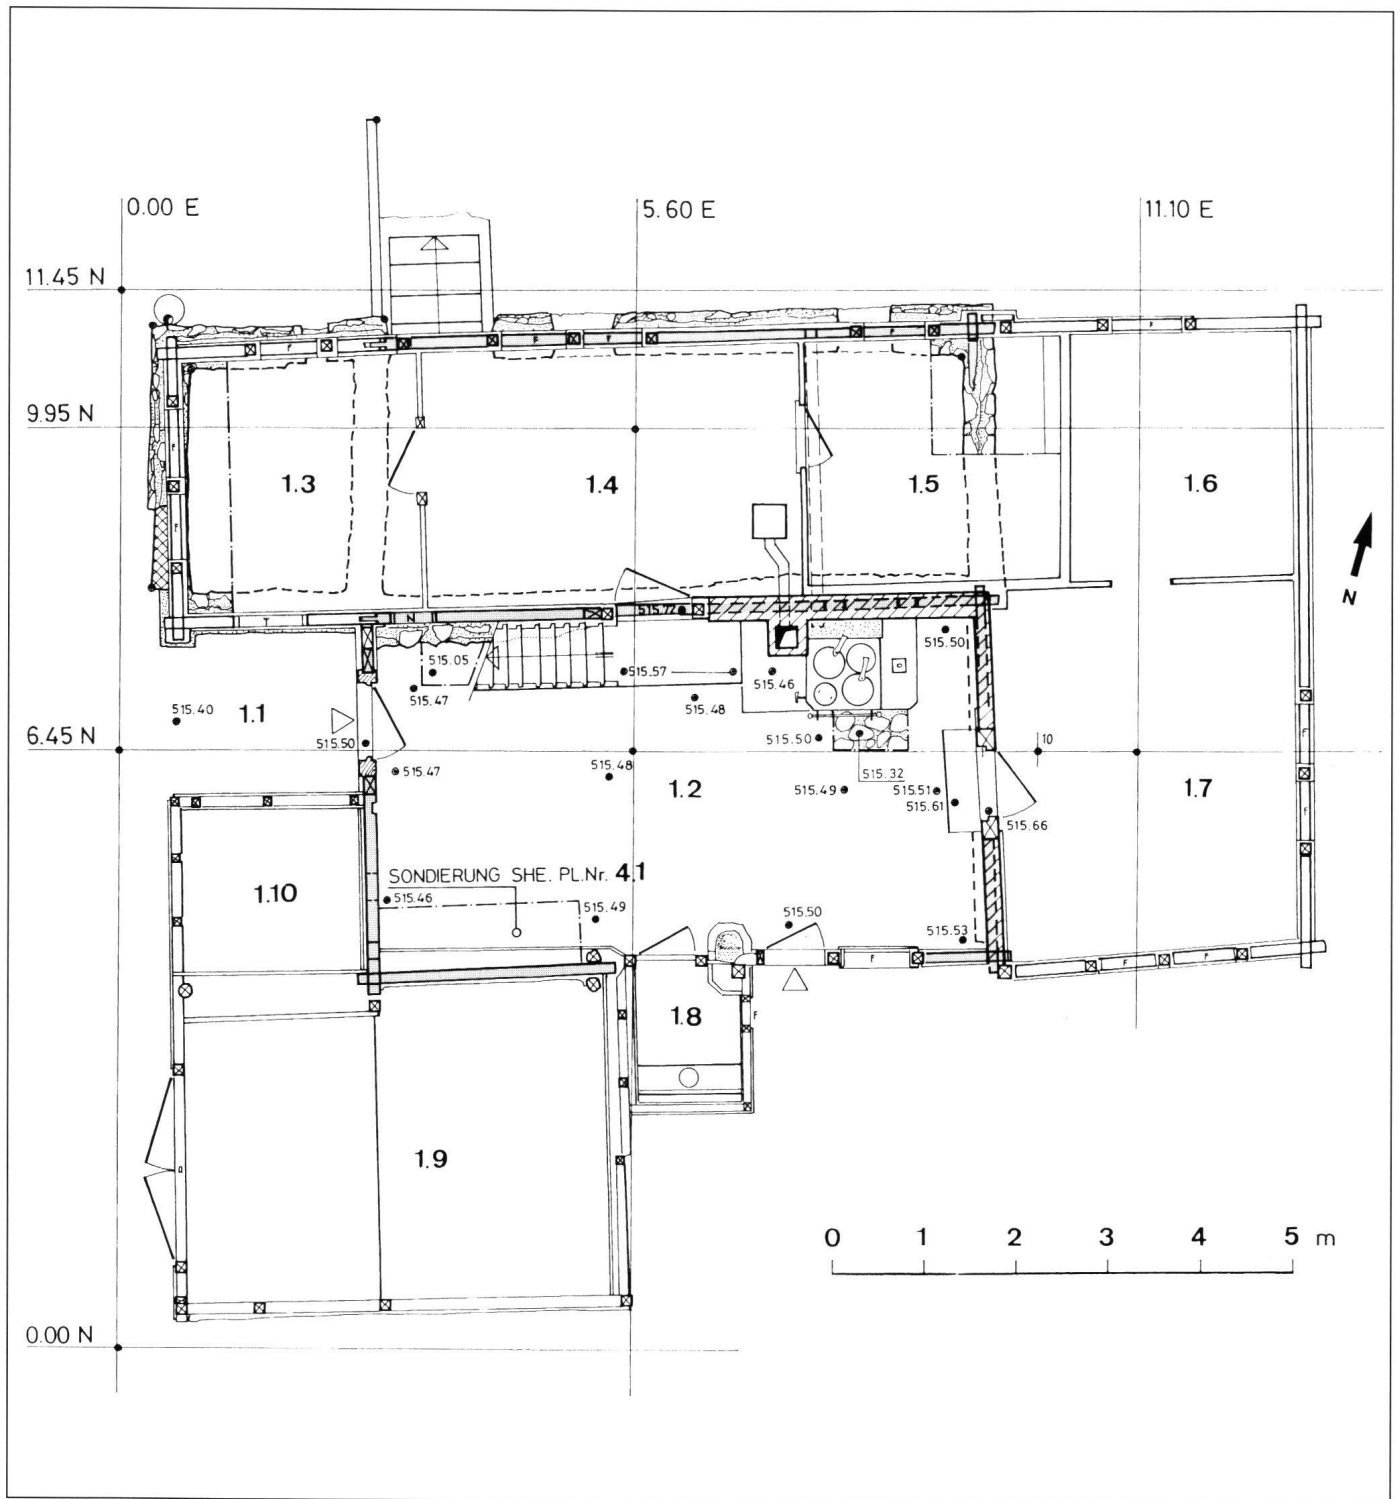 0.00 E
5.60 E
11.10 E
11.45 N
F
F
F
F
F
F
9.95 N
1.3
1.4
1.5
1.6
F
F
N
T
N
515.72
515.50
515.05
515.57
515.46
515.47
515.48
515.40
1.1
6.45 N
515.50
515.50
10
515.47
515.48
515.32
1.2
515.49
515.51
515.61
1.7
F
F
515.66
SONDIERUNG SHE. PL.Nr. 4.1
1.10
515.46
515.49
515.50
515.53
F
F
F
1.8
F
1.9
0 1 2 3 4 5 m
0.00 N